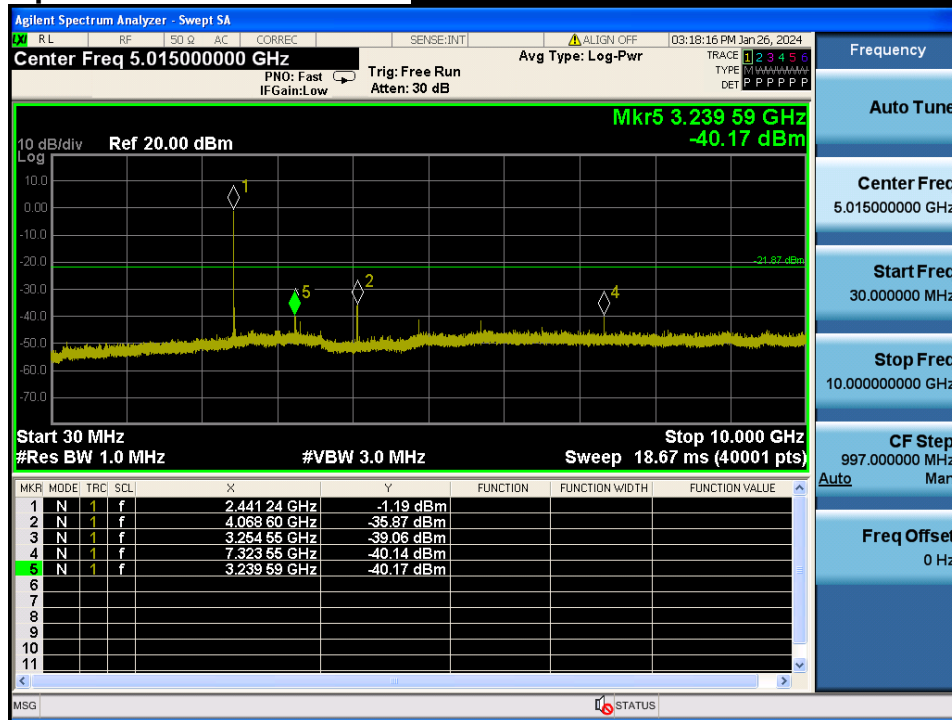 Agilent Spectrum Analyzer - Swept SA
LXI RL RF 50 Ω AC CORREC SENSE:INT ALIGN OFF 03:18:16 PM Jan 26, 2024
Center Freq 5.015000000 GHz
PNO: Fast
IFGain:Low
Trig: Free Run
Atten: 30 dB
Avg Type: Log-Pwr
TRACE 1 2 3 4 5 6
TYPE M
DET P P P P P P
Mkr5 3.239 59 GHz
-40.17 dBm
10 dB/div Ref 20.00 dBm
Log
10.0
0.00
-10.0
-20.0
-30.0
-40.0
-50.0
-60.0
-70.0
1
-21.87 dBm
5
2
4
Start 30 MHz Stop 10.000 GHz
#Res BW 1.0 MHz #VBW 3.0 MHz Sweep 18.67 ms (40001 pts)
MKR MODE TRC SCL X Y FUNCTION FUNCTION WIDTH FUNCTION VALUE
1 N 1 f 2.441 24 GHz -1.19 dBm
2 N 1 f 4.068 60 GHz -35.87 dBm
3 N 1 f 3.254 55 GHz -39.06 dBm
4 N 1 f 7.323 55 GHz -40.14 dBm
5 N 1 f 3.239 59 GHz -40.17 dBm
6
7
8
9
10
11
MSG STATUS
Frequency
Auto Tune
Center Freq
5.015000000 GHz
Start Freq
30.000000 MHz
Stop Freq
10.000000000 GHz
CF Step
997.000000 MHz
Auto Man
Freq Offset
0 Hz